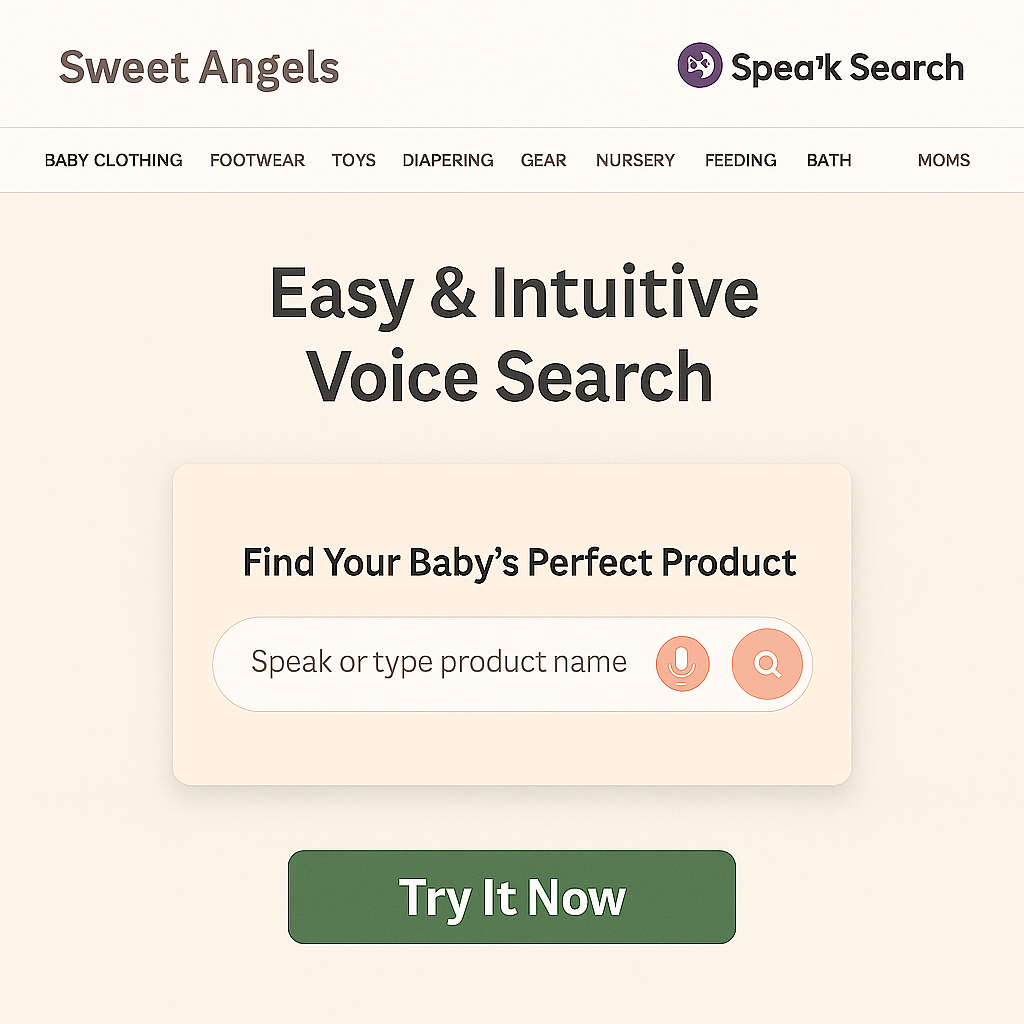 Sweet Angels
Spea'k Search
BABY CLOTHING FOOTWEAR TOYS DIAPERING GEAR NURSERY FEEDING BATH MOMS
Easy & Intuitive
Voice Search
Find Your Baby’s Perfect Product
Speak or type product name
Try It Now